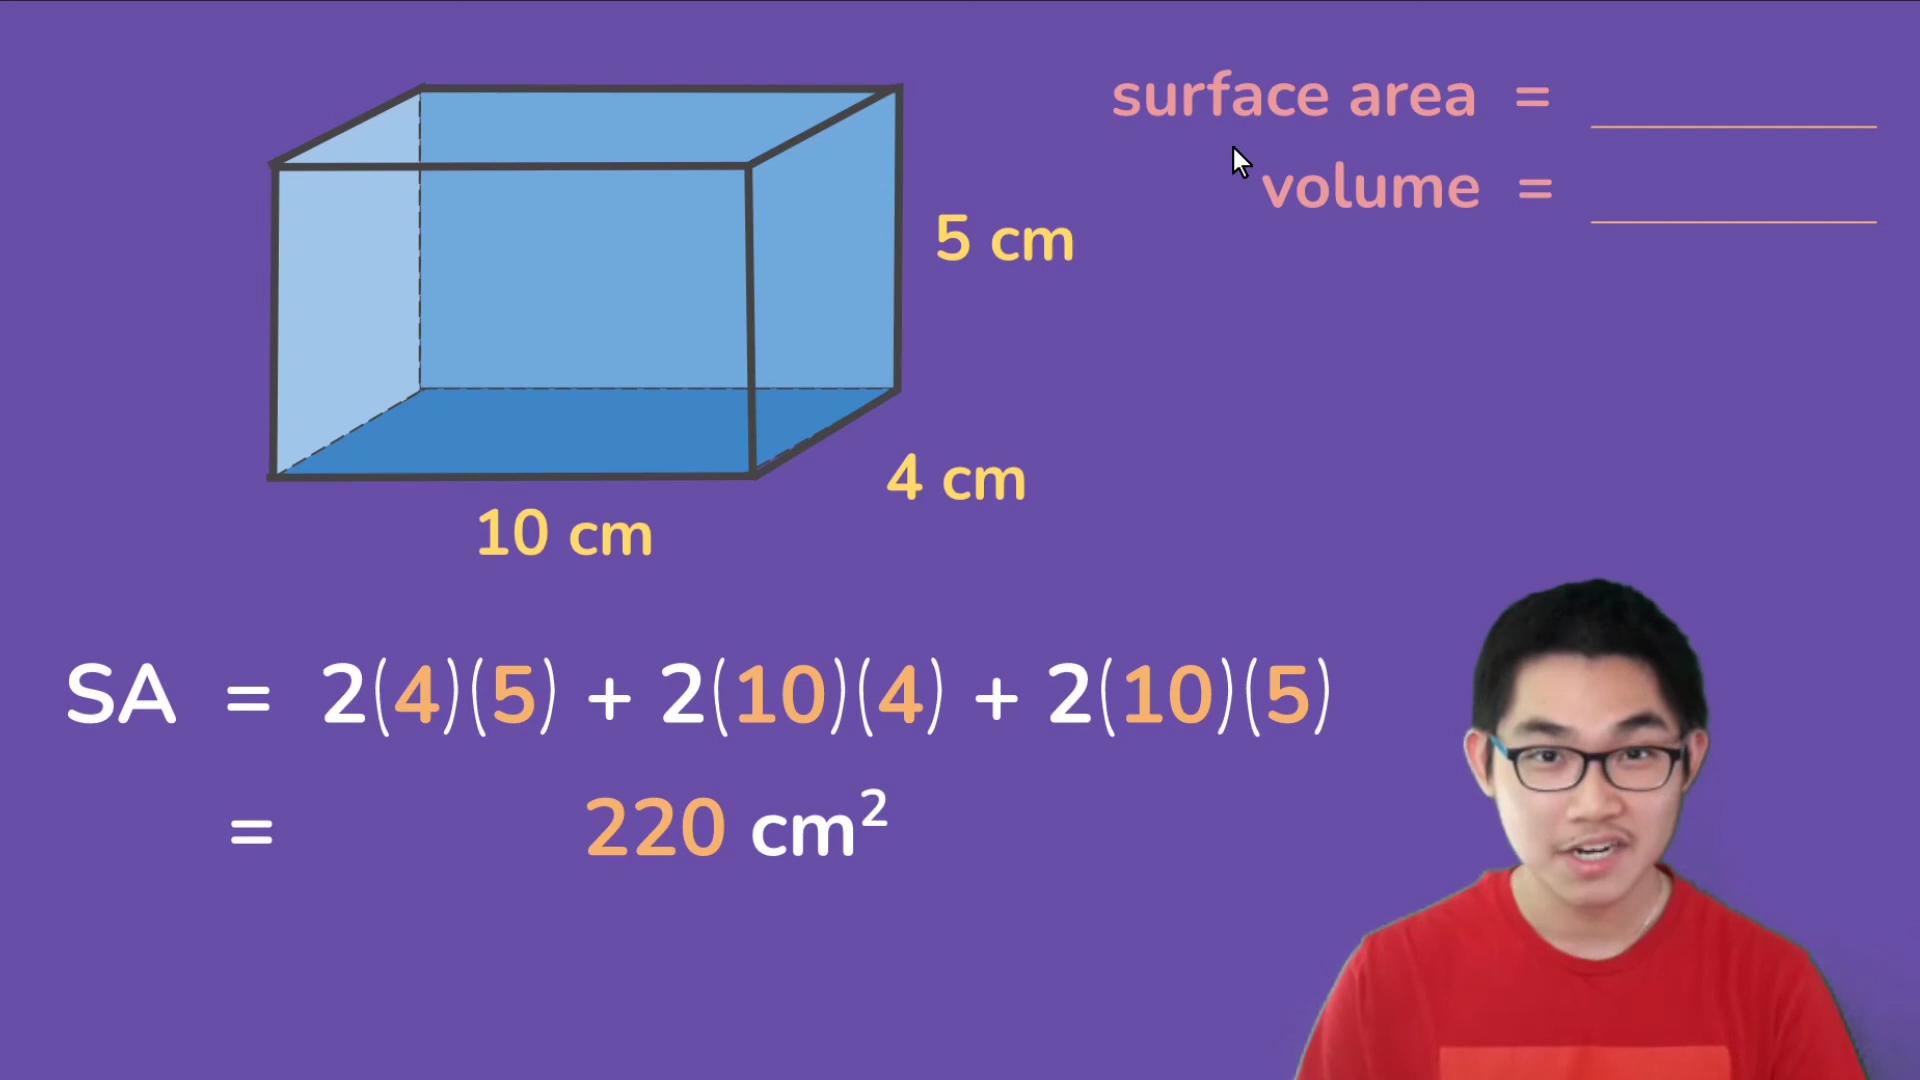 surface area =
volume =
5 cm
4 cm
10 cm
SA = 2(4)(5) + 2(10)(4) + 2(10)(5)
= 220 cm²